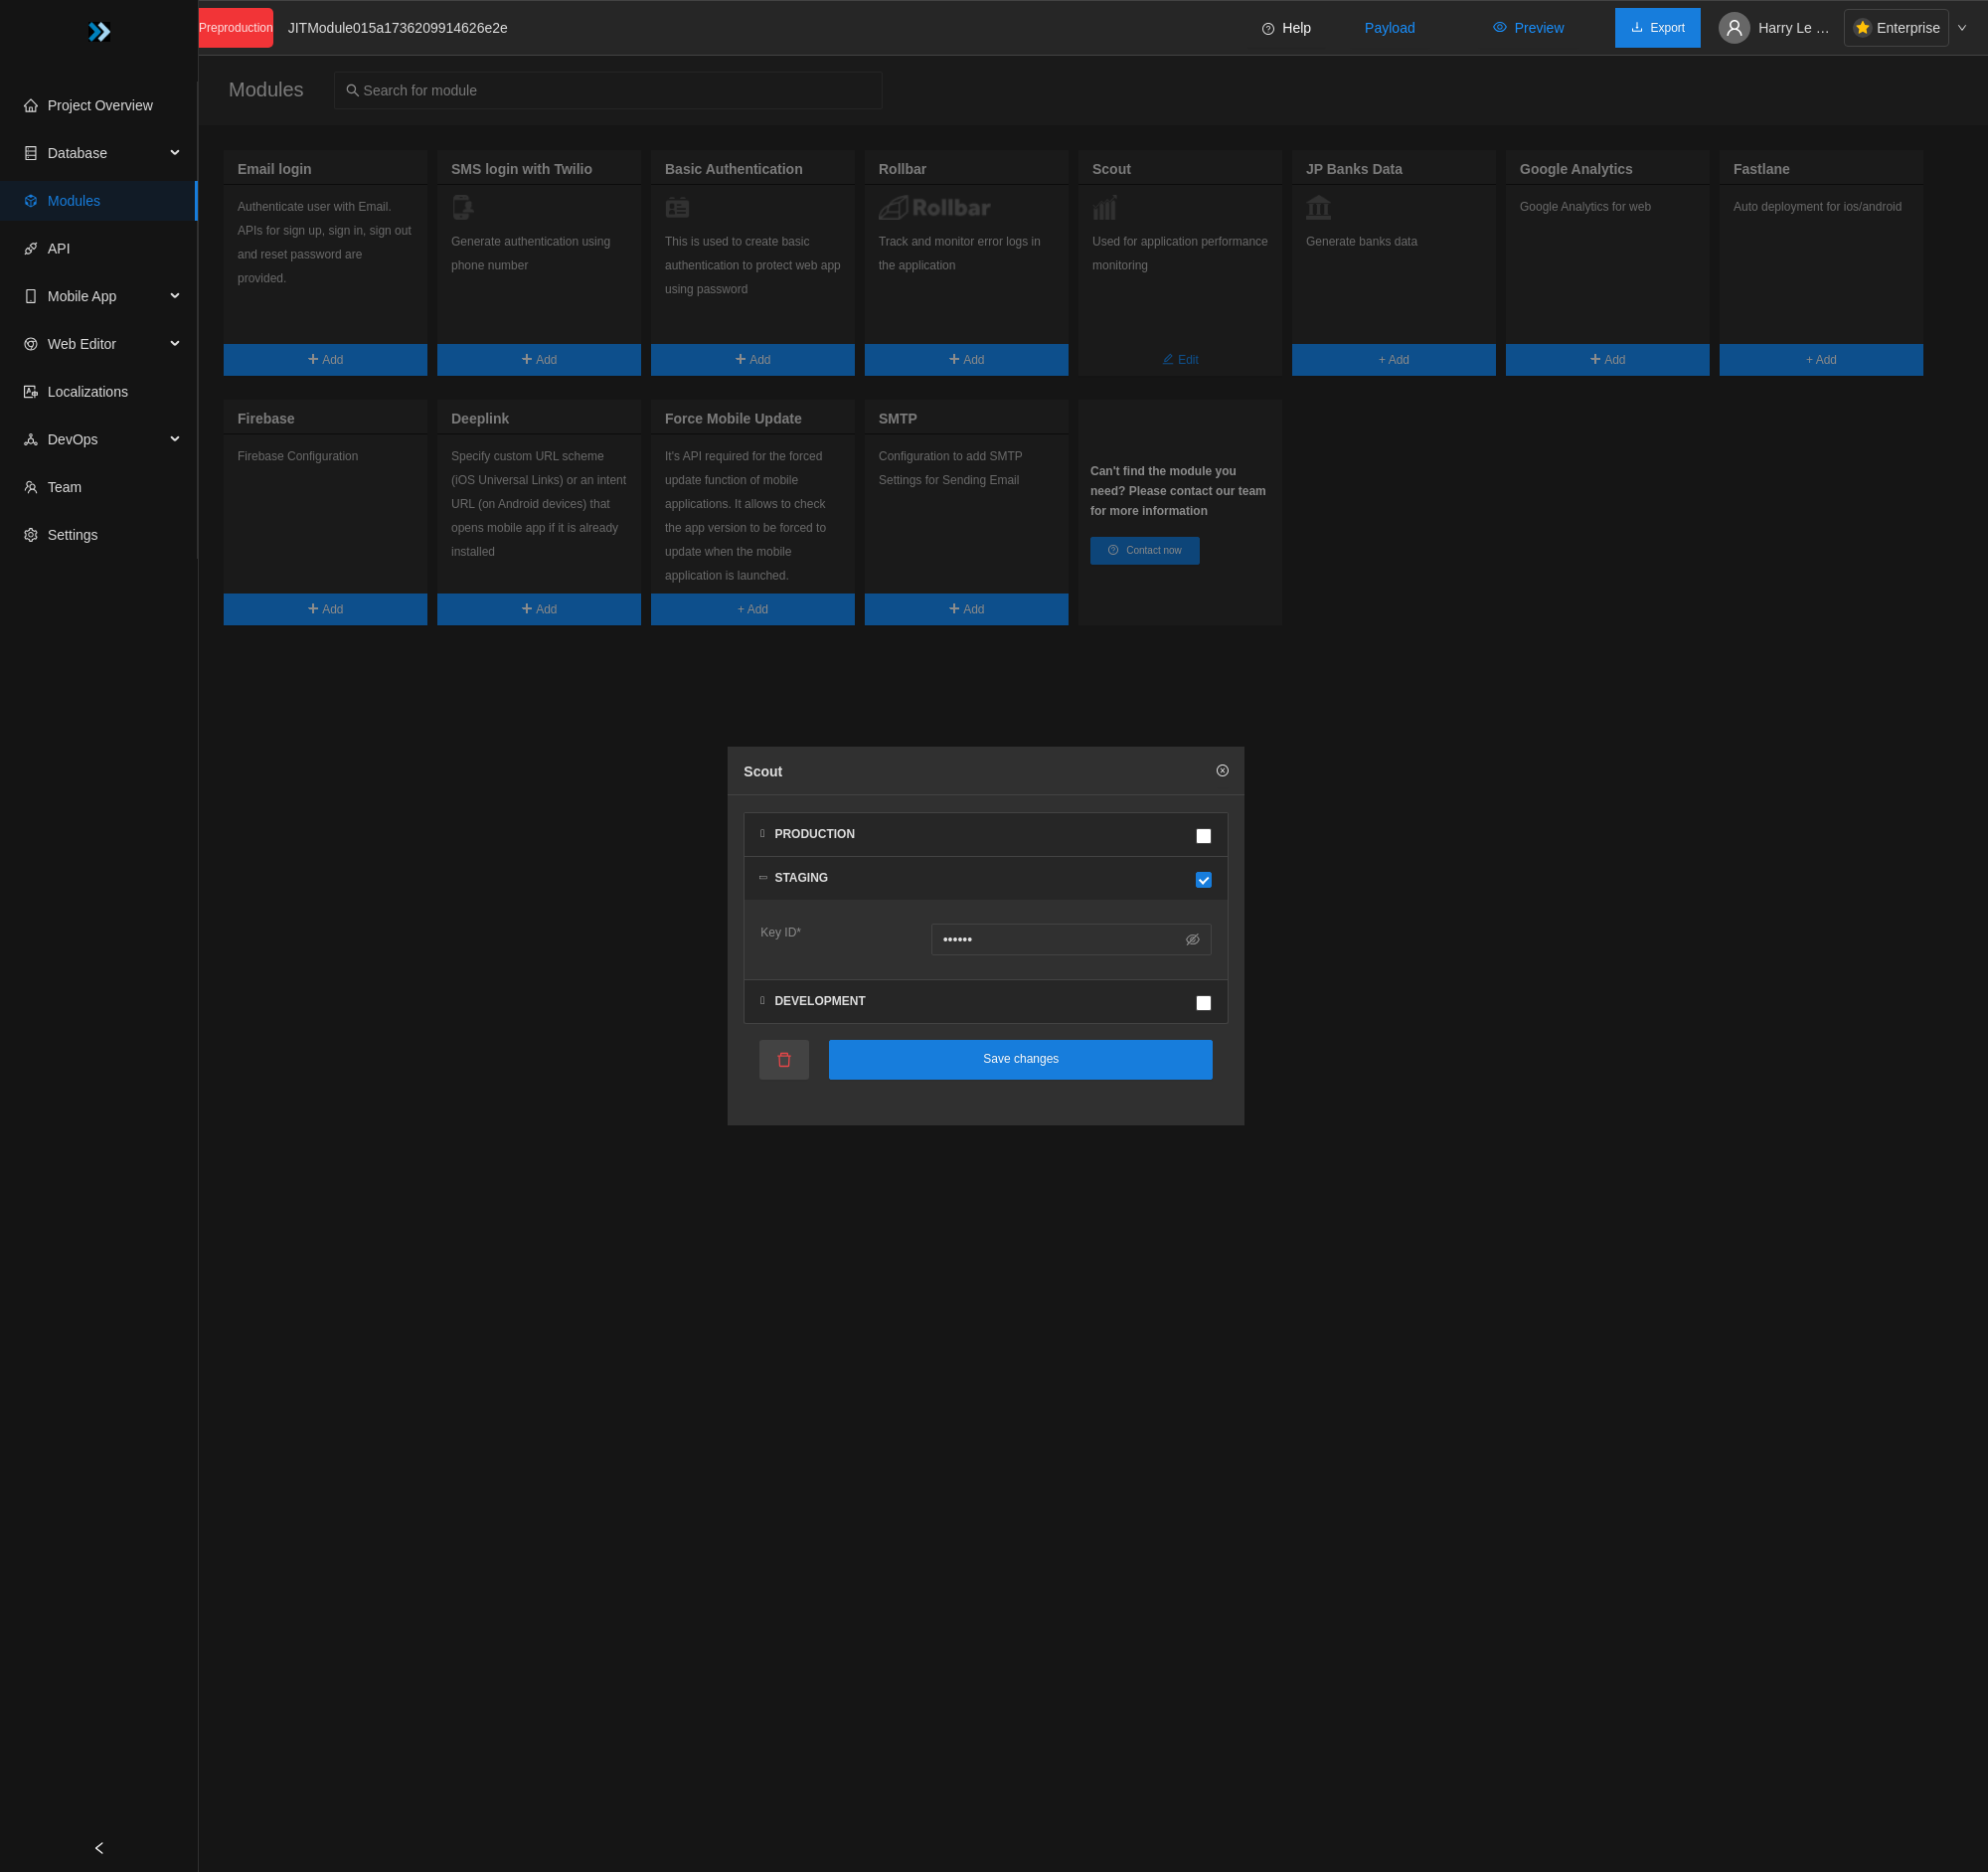 Preproduction
JITModule015a1736209914626e2e
Help
Payload
Preview
Export
Harry Le ...
Enterprise
Project Overview
Database
Modules
API
Mobile App
Web Editor
Localizations
DevOps
Team
Settings
Modules
Search for module
Email login
Authenticate user with Email.
APIs for sign up, sign in, sign out
and reset password are
provided.
+ Add
SMS login with Twilio
Generate authentication using
phone number
+ Add
Basic Authentication
This is used to create basic
authentication to protect web app
using password
+ Add
Rollbar
Rollbar
Track and monitor error logs in
the application
+ Add
Scout
Used for application performance
monitoring
Edit
JP Banks Data
Generate banks data
+ Add
Google Analytics
Google Analytics for web
+ Add
Fastlane
Auto deployment for ios/android
+ Add
Firebase
Firebase Configuration
+ Add
Deeplink
Specify custom URL scheme
(iOS Universal Links) or an intent
URL (on Android devices) that
opens mobile app if it is already
installed
+ Add
Force Mobile Update
It's API required for the forced
update function of mobile
applications. It allows to check
the app version to be forced to
update when the mobile
application is launched.
+ Add
SMTP
Configuration to add SMTP
Settings for Sending Email
+ Add
Can't find the module you
need? Please contact our team
for more information
Contact now
Scout
PRODUCTION
STAGING
Key ID*
••••••
DEVELOPMENT
Save changes